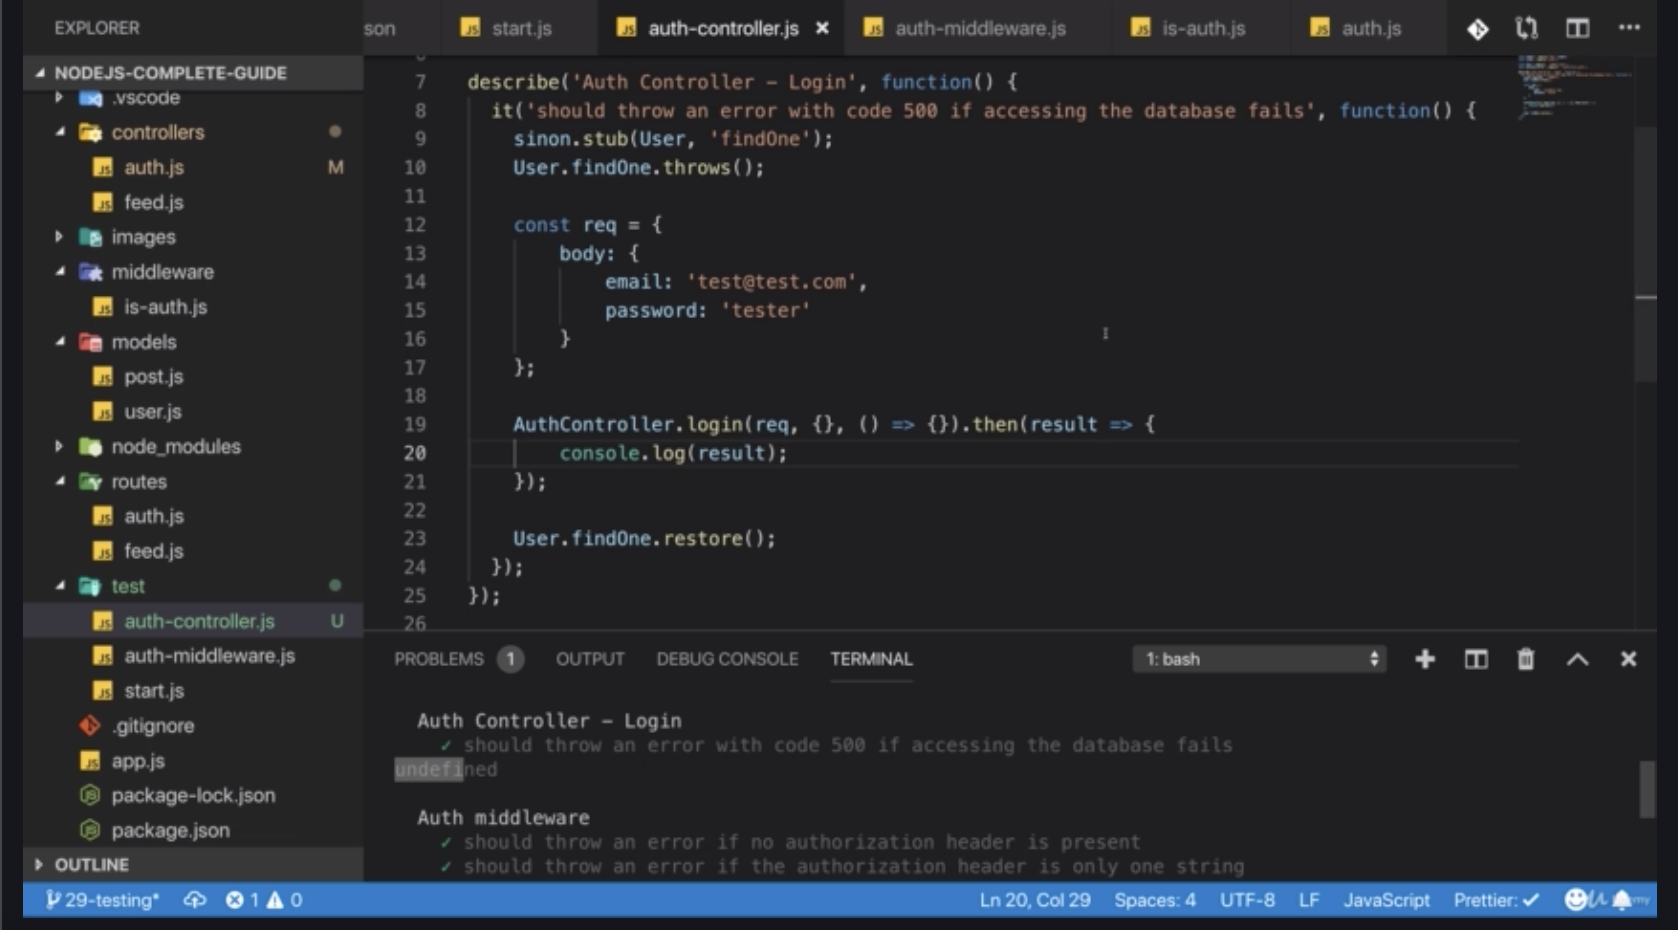 EXPLORER
son
start.js
auth-controller.js
auth-middleware.js
is-auth.js
auth.js
NODEJS-COMPLETE-GUIDE
.vscode
controllers
auth.js M
feed.js
images
middleware
is-auth.js
models
post.js
user.js
node_modules
routes
auth.js
feed.js
test
auth-controller.js U
auth-middleware.js
start.js
.gitignore
app.js
package-lock.json
package.json
OUTLINE
7 describe('Auth Controller – Login', function() {
8 it('should throw an error with code 500 if accessing the database fails', function() {
9 sinon.stub(User, 'findOne');
10 User.findOne.throws();
11
12 const req = {
13 body: {
14 email: 'test@test.com',
15 password: 'tester'
16 }
17 };
18
19 AuthController.login(req, {}, () => {}).then(result => {
20 console.log(result);
21 });
22
23 User.findOne.restore();
24 });
25 });
26
PROBLEMS 1 OUTPUT DEBUG CONSOLE TERMINAL 1: bash
Auth Controller – Login
✓ should throw an error with code 500 if accessing the database fails
undefined
Auth middleware
✓ should throw an error if no authorization header is present
✓ should throw an error if the authorization header is only one string
29-testing* 1 0 Ln 20, Col 29 Spaces: 4 UTF-8 LF JavaScript Prettier: ✓